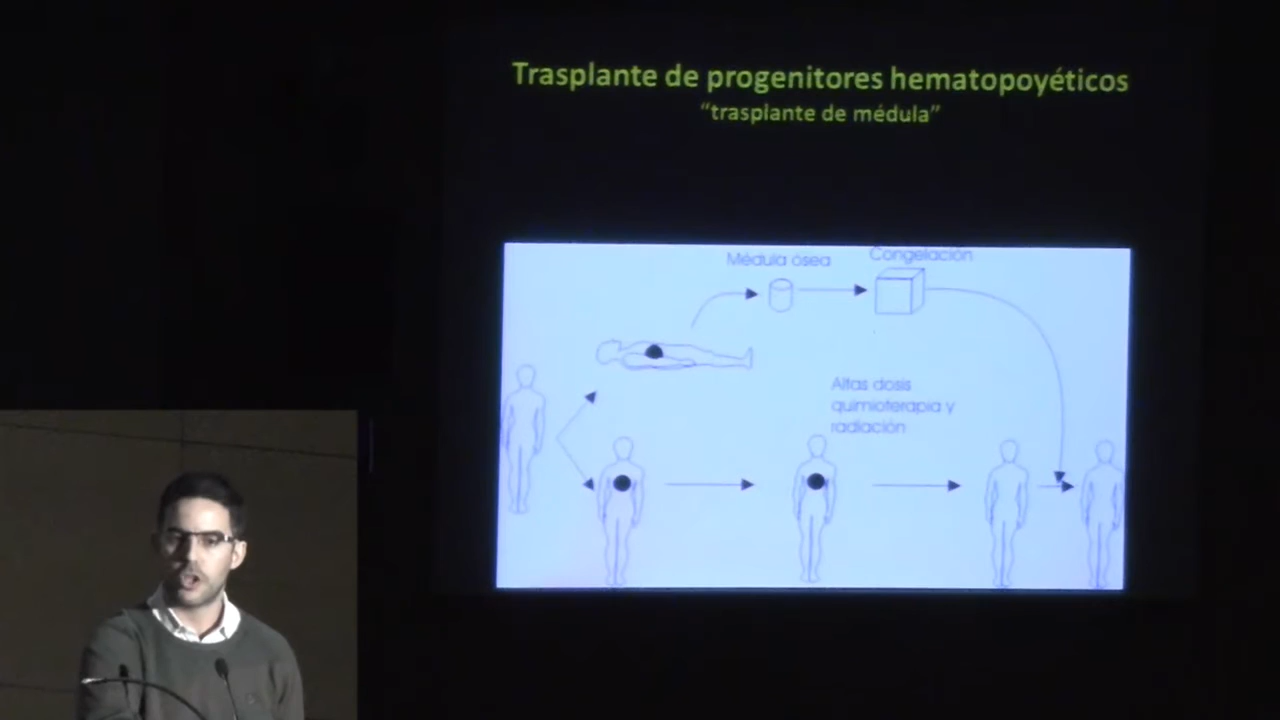 Trasplante de progenitores hematopoyéticos
“trasplante de médula”
Médula ósea
Congelación
Altas dosis
quimioterapia y
radiación